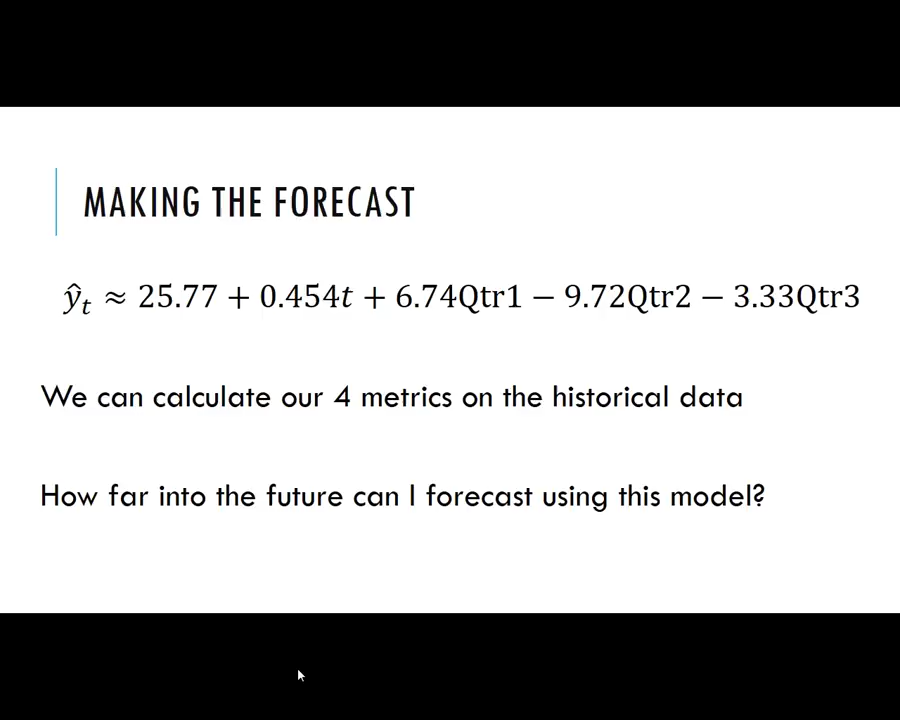 MAKING THE FORECAST
ŷₜ ≈ 25.77 + 0.454t + 6.74Qtr1 − 9.72Qtr2 − 3.33Qtr3
We can calculate our 4 metrics on the historical data
How far into the future can I forecast using this model?